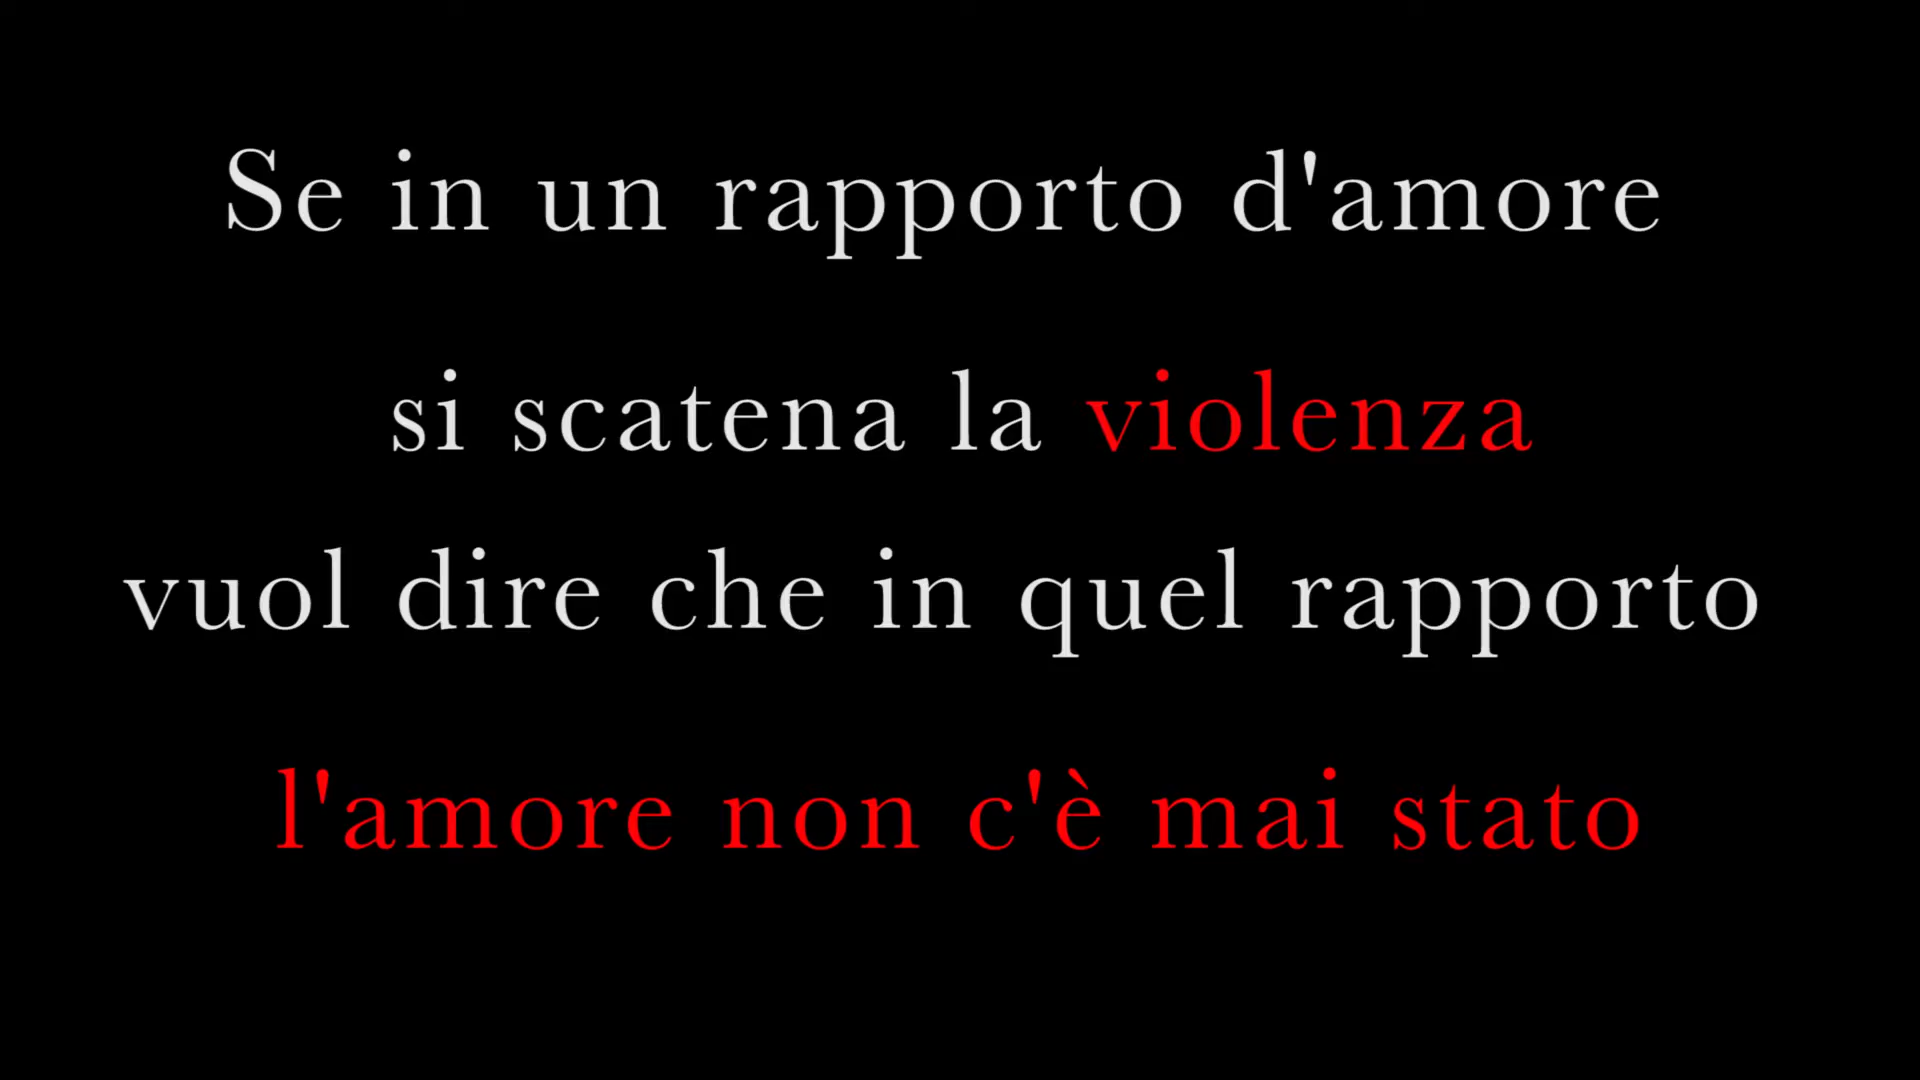 Se in un rapporto d'amore
si scatena la violenza
vuol dire che in quel rapporto
l'amore non c'è mai stato